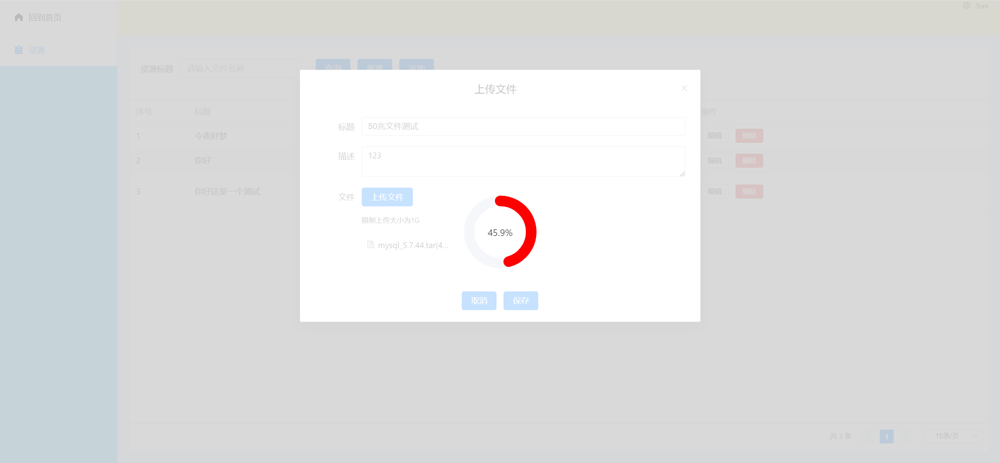 回到首页
资源
Tom
资源标题 请输入文件名称 查询 重置 添加
序号 标题 操作
1 今夜好梦 编辑 删除
2 你好 编辑 删除
3 你好这是一个测试 编辑 删除
上传文件
标题 50兆文件测试
描述 123
文件 上传文件
限制上传大小为1G
mysql_5.7.44.tar(4...
45.9%
取消 保存
共 3 条 1 15条/页